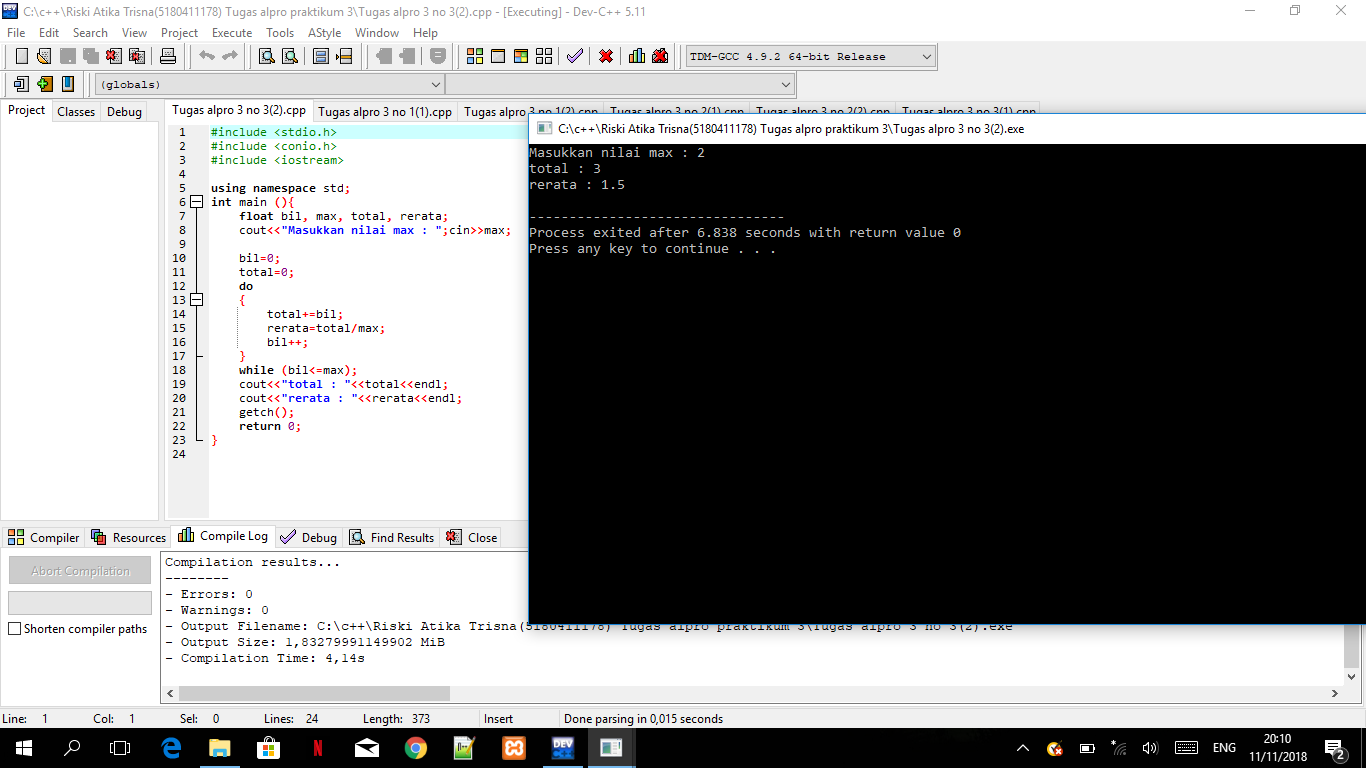 C:\c++\Riski Atika Trisna(5180411178) Tugas alpro praktikum 3\Tugas alpro 3 no 3(2).cpp - [Executing] - Dev-C++ 5.11
File Edit Search View Project Execute Tools AStyle Window Help
TDM-GCC 4.9.2 64-bit Release
(globals)
Project Classes Debug
Tugas alpro 3 no 3(2).cpp Tugas alpro 3 no 1(1).cpp Tugas alpro 3 no 1(2).cpp Tugas alpro 3 no 2(1).cpp Tugas alpro 3 no 2(2).cpp Tugas alpro 3 no 3(1).cpp
1 #include <stdio.h>
2 #include <conio.h>
3 #include <iostream>
4
5 using namespace std;
6 int main (){
7 float bil, max, total, rerata;
8 cout<<"Masukkan nilai max : ";cin>>max;
9
10 bil=0;
11 total=0;
12 do
13 {
14 total+=bil;
15 rerata=total/max;
16 bil++;
17 }
18 while (bil<=max);
19 cout<<"total : "<<total<<endl;
20 cout<<"rerata : "<<rerata<<endl;
21 getch();
22 return 0;
23 }
24
C:\c++\Riski Atika Trisna(5180411178) Tugas alpro praktikum 3\Tugas alpro 3 no 3(2).exe
Masukkan nilai max : 2
total : 3
rerata : 1.5
--------------------------------
Process exited after 6.838 seconds with return value 0
Press any key to continue . . .
Compiler Resources Compile Log Debug Find Results Close
Abort Compilation
Shorten compiler paths
Compilation results...
--------
- Errors: 0
- Warnings: 0
- Output Filename: C:\c++\Riski Atika Trisna(5180411178) Tugas alpro praktikum 3\Tugas alpro 3 no 3(2).exe
- Output Size: 1,83279991149902 MiB
- Compilation Time: 4,14s
Line: 1 Col: 1 Sel: 0 Lines: 24 Length: 373 Insert Done parsing in 0,015 seconds
DEV
ENG
20:10
11/11/2018
2